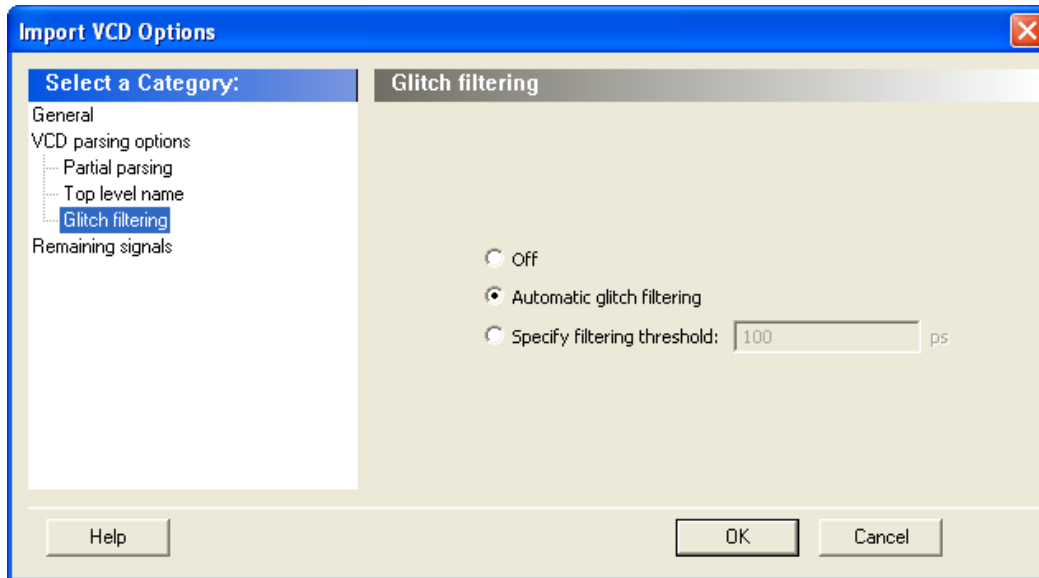 Import VCD Options
Select a Category:
General
VCD parsing options
Partial parsing
Top level name
Glitch filtering
Remaining signals
Glitch filtering
Off
Automatic glitch filtering
Specify filtering threshold: 100 ps
Help
OK
Cancel